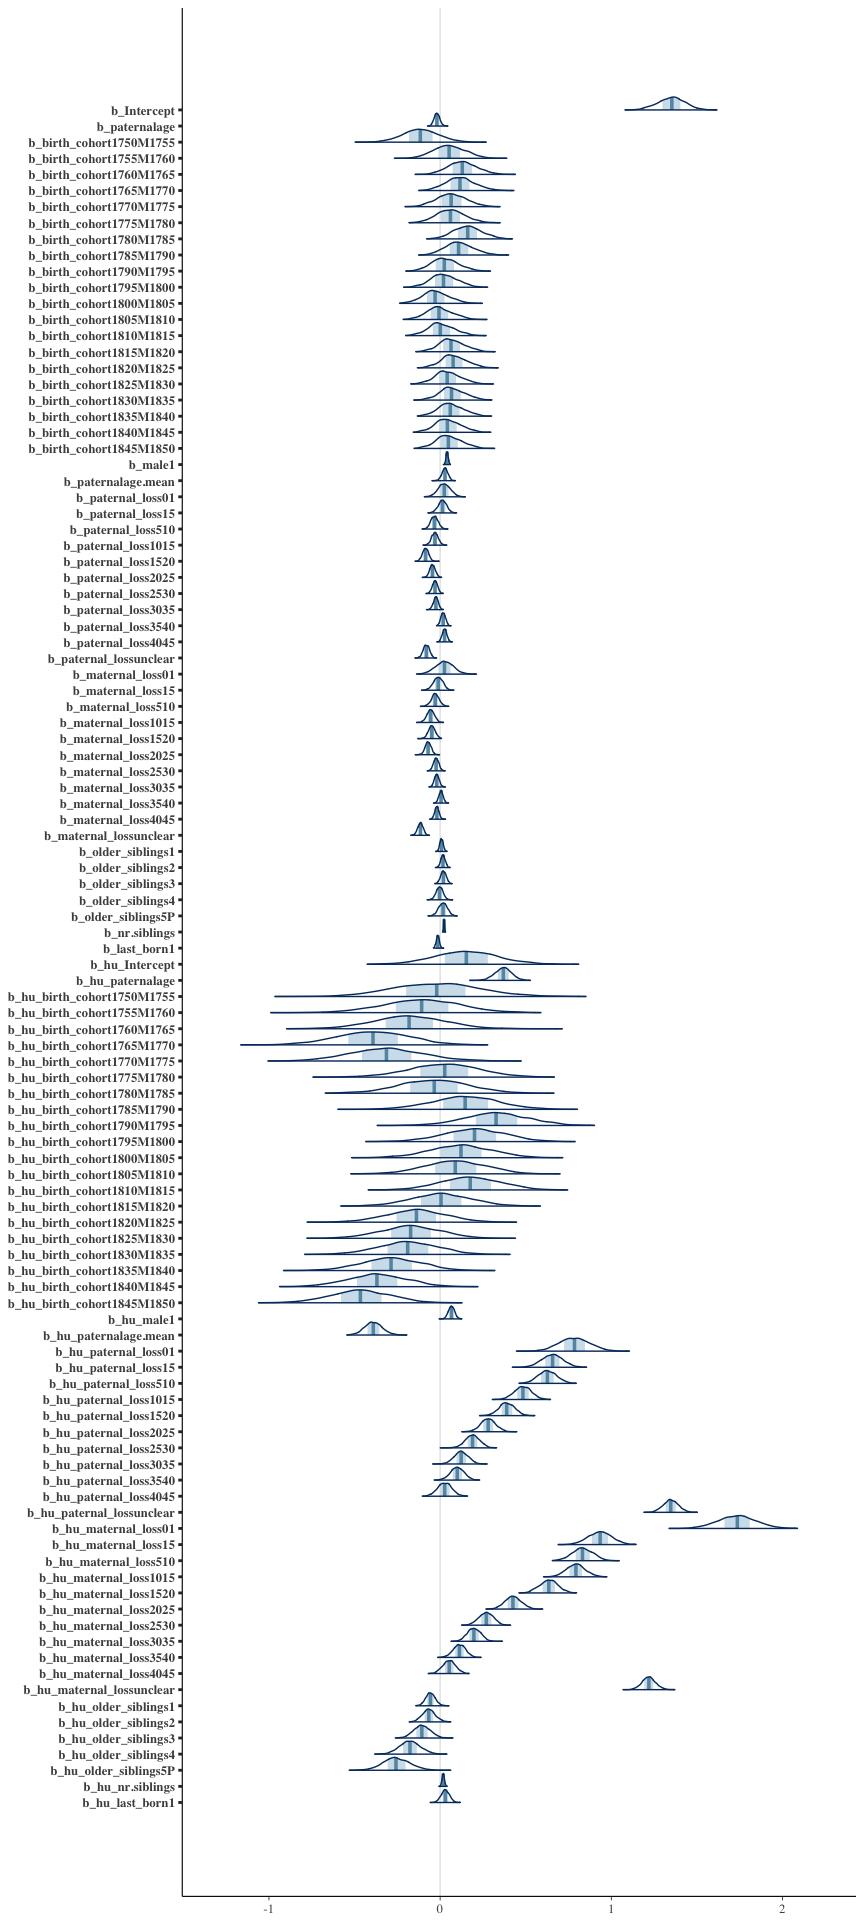 b_Intercept
b_paternalage
b_birth_cohort1750M1755
b_birth_cohort1755M1760
b_birth_cohort1760M1765
b_birth_cohort1765M1770
b_birth_cohort1770M1775
b_birth_cohort1775M1780
b_birth_cohort1780M1785
b_birth_cohort1785M1790
b_birth_cohort1790M1795
b_birth_cohort1795M1800
b_birth_cohort1800M1805
b_birth_cohort1805M1810
b_birth_cohort1810M1815
b_birth_cohort1815M1820
b_birth_cohort1820M1825
b_birth_cohort1825M1830
b_birth_cohort1830M1835
b_birth_cohort1835M1840
b_birth_cohort1840M1845
b_birth_cohort1845M1850
b_male1
b_paternalage.mean
b_paternal_loss01
b_paternal_loss15
b_paternal_loss510
b_paternal_loss1015
b_paternal_loss1520
b_paternal_loss2025
b_paternal_loss2530
b_paternal_loss3035
b_paternal_loss3540
b_paternal_loss4045
b_paternal_lossunclear
b_maternal_loss01
b_maternal_loss15
b_maternal_loss510
b_maternal_loss1015
b_maternal_loss1520
b_maternal_loss2025
b_maternal_loss2530
b_maternal_loss3035
b_maternal_loss3540
b_maternal_loss4045
b_maternal_lossunclear
b_older_siblings1
b_older_siblings2
b_older_siblings3
b_older_siblings4
b_older_siblings5P
b_nr.siblings
b_last_born1
b_hu_Intercept
b_hu_paternalage
b_hu_birth_cohort1750M1755
b_hu_birth_cohort1755M1760
b_hu_birth_cohort1760M1765
b_hu_birth_cohort1765M1770
b_hu_birth_cohort1770M1775
b_hu_birth_cohort1775M1780
b_hu_birth_cohort1780M1785
b_hu_birth_cohort1785M1790
b_hu_birth_cohort1790M1795
b_hu_birth_cohort1795M1800
b_hu_birth_cohort1800M1805
b_hu_birth_cohort1805M1810
b_hu_birth_cohort1810M1815
b_hu_birth_cohort1815M1820
b_hu_birth_cohort1820M1825
b_hu_birth_cohort1825M1830
b_hu_birth_cohort1830M1835
b_hu_birth_cohort1835M1840
b_hu_birth_cohort1840M1845
b_hu_birth_cohort1845M1850
b_hu_male1
b_hu_paternalage.mean
b_hu_paternal_loss01
b_hu_paternal_loss15
b_hu_paternal_loss510
b_hu_paternal_loss1015
b_hu_paternal_loss1520
b_hu_paternal_loss2025
b_hu_paternal_loss2530
b_hu_paternal_loss3035
b_hu_paternal_loss3540
b_hu_paternal_loss4045
b_hu_paternal_lossunclear
b_hu_maternal_loss01
b_hu_maternal_loss15
b_hu_maternal_loss510
b_hu_maternal_loss1015
b_hu_maternal_loss1520
b_hu_maternal_loss2025
b_hu_maternal_loss2530
b_hu_maternal_loss3035
b_hu_maternal_loss3540
b_hu_maternal_loss4045
b_hu_maternal_lossunclear
b_hu_older_siblings1
b_hu_older_siblings2
b_hu_older_siblings3
b_hu_older_siblings4
b_hu_older_siblings5P
b_hu_nr.siblings
b_hu_last_born1
-1 0 1 2